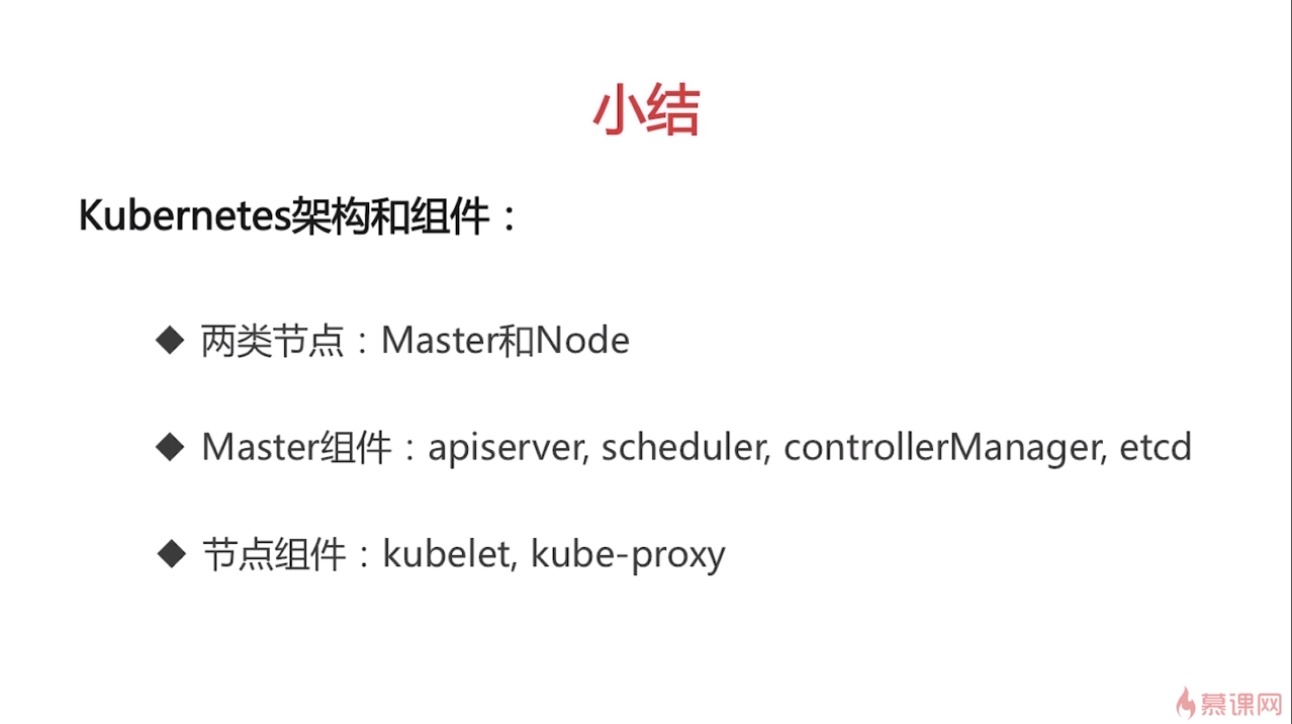 小结
Kubernetes架构和组件：
◆ 两类节点：Master和Node
◆ Master组件：apiserver, scheduler, controllerManager, etcd
◆ 节点组件：kubelet, kube-proxy
慕课网